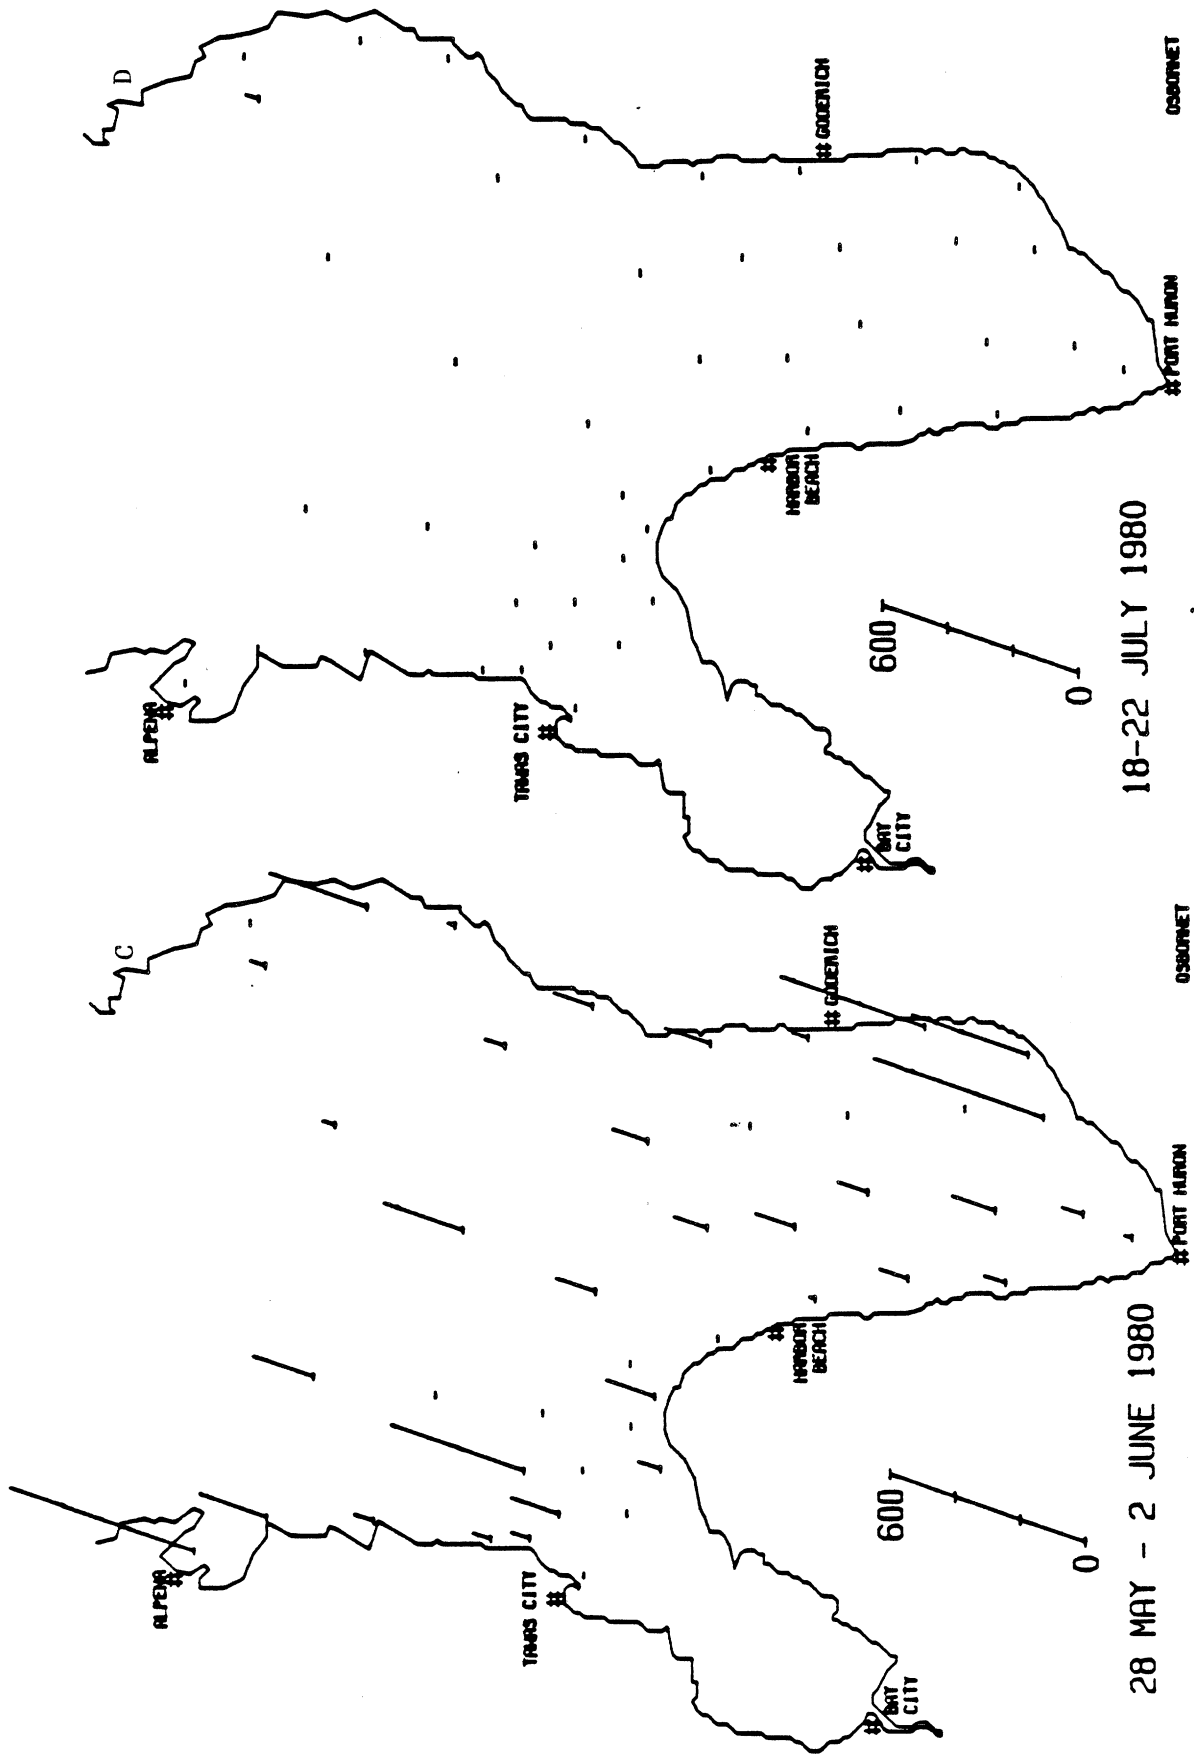 D
ALPENA
#
TAWAS CITY
#
# BAY
CITY
#
HARBOR
BEACH
# GODERICH
# PORT HURON
600
0
18-22 JULY 1980
OSBORNET
C
ALPENA
#
TAWAS CITY
#
# BAY
CITY
#
HARBOR
BEACH
# GODERICH
# PORT HURON
600
0
28 MAY - 2 JUNE 1980
OSBORNET